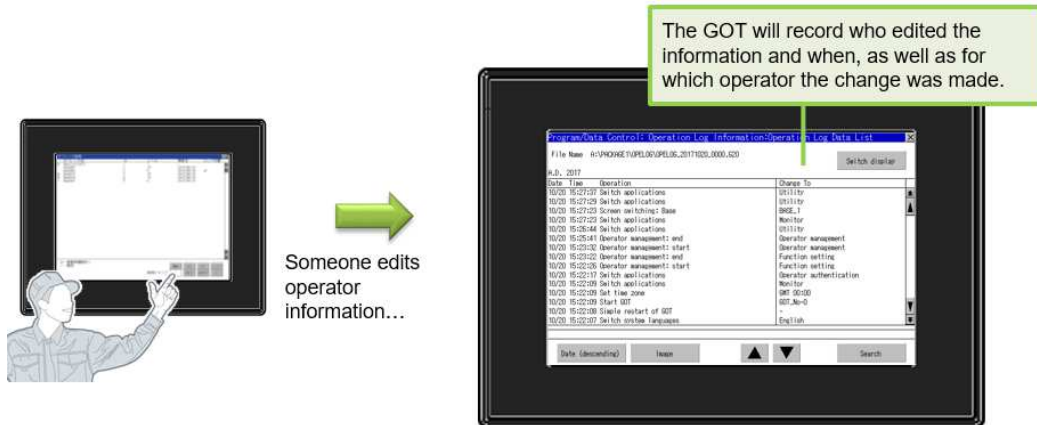 The GOT will record who edited the
information and when, as well as for
which operator the change was made.
Program/Data Control: Operation Log Information:Operation Log Data List
File Name A:\PACKAGE1\OPELOG\OPELOG_20171020_0000.G2O
Switch display
A.D. 2017
Date Time Operation Change To
10/20 15:27:37 Switch applications Utility
10/20 15:27:29 Switch applications Utility
10/20 15:27:23 Screen switching: Base BASE_1
10/20 15:27:23 Switch applications Monitor
10/20 15:26:44 Switch applications Utility
10/20 15:25:41 Operator management: end Operator management
10/20 15:23:32 Operator management: start Operator management
10/20 15:23:22 Operator management: end Function setting
10/20 15:22:26 Operator management: start Function setting
10/20 15:22:17 Switch applications Operator authentication
10/20 15:22:09 Switch applications Monitor
10/20 15:22:09 Set time zone GMT 00:00
10/20 15:22:09 Start GOT GOT_No-0
10/20 15:22:08 Simple restart of GOT -
10/20 15:22:07 Switch system languages English
Date (descending) Image Search
Someone edits
operator
information…